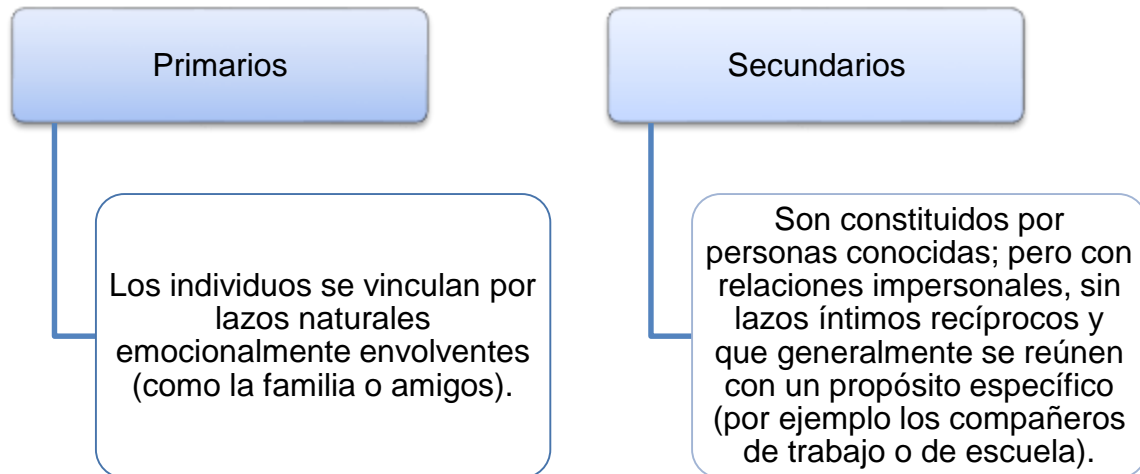 Primarios
Los individuos se vinculan por
lazos naturales
emocionalmente envolventes
(como la familia o amigos).
Secundarios
Son constituidos por
personas conocidas; pero con
relaciones impersonales, sin
lazos íntimos recíprocos y
que generalmente se reúnen
con un propósito específico
(por ejemplo los compañeros
de trabajo o de escuela).